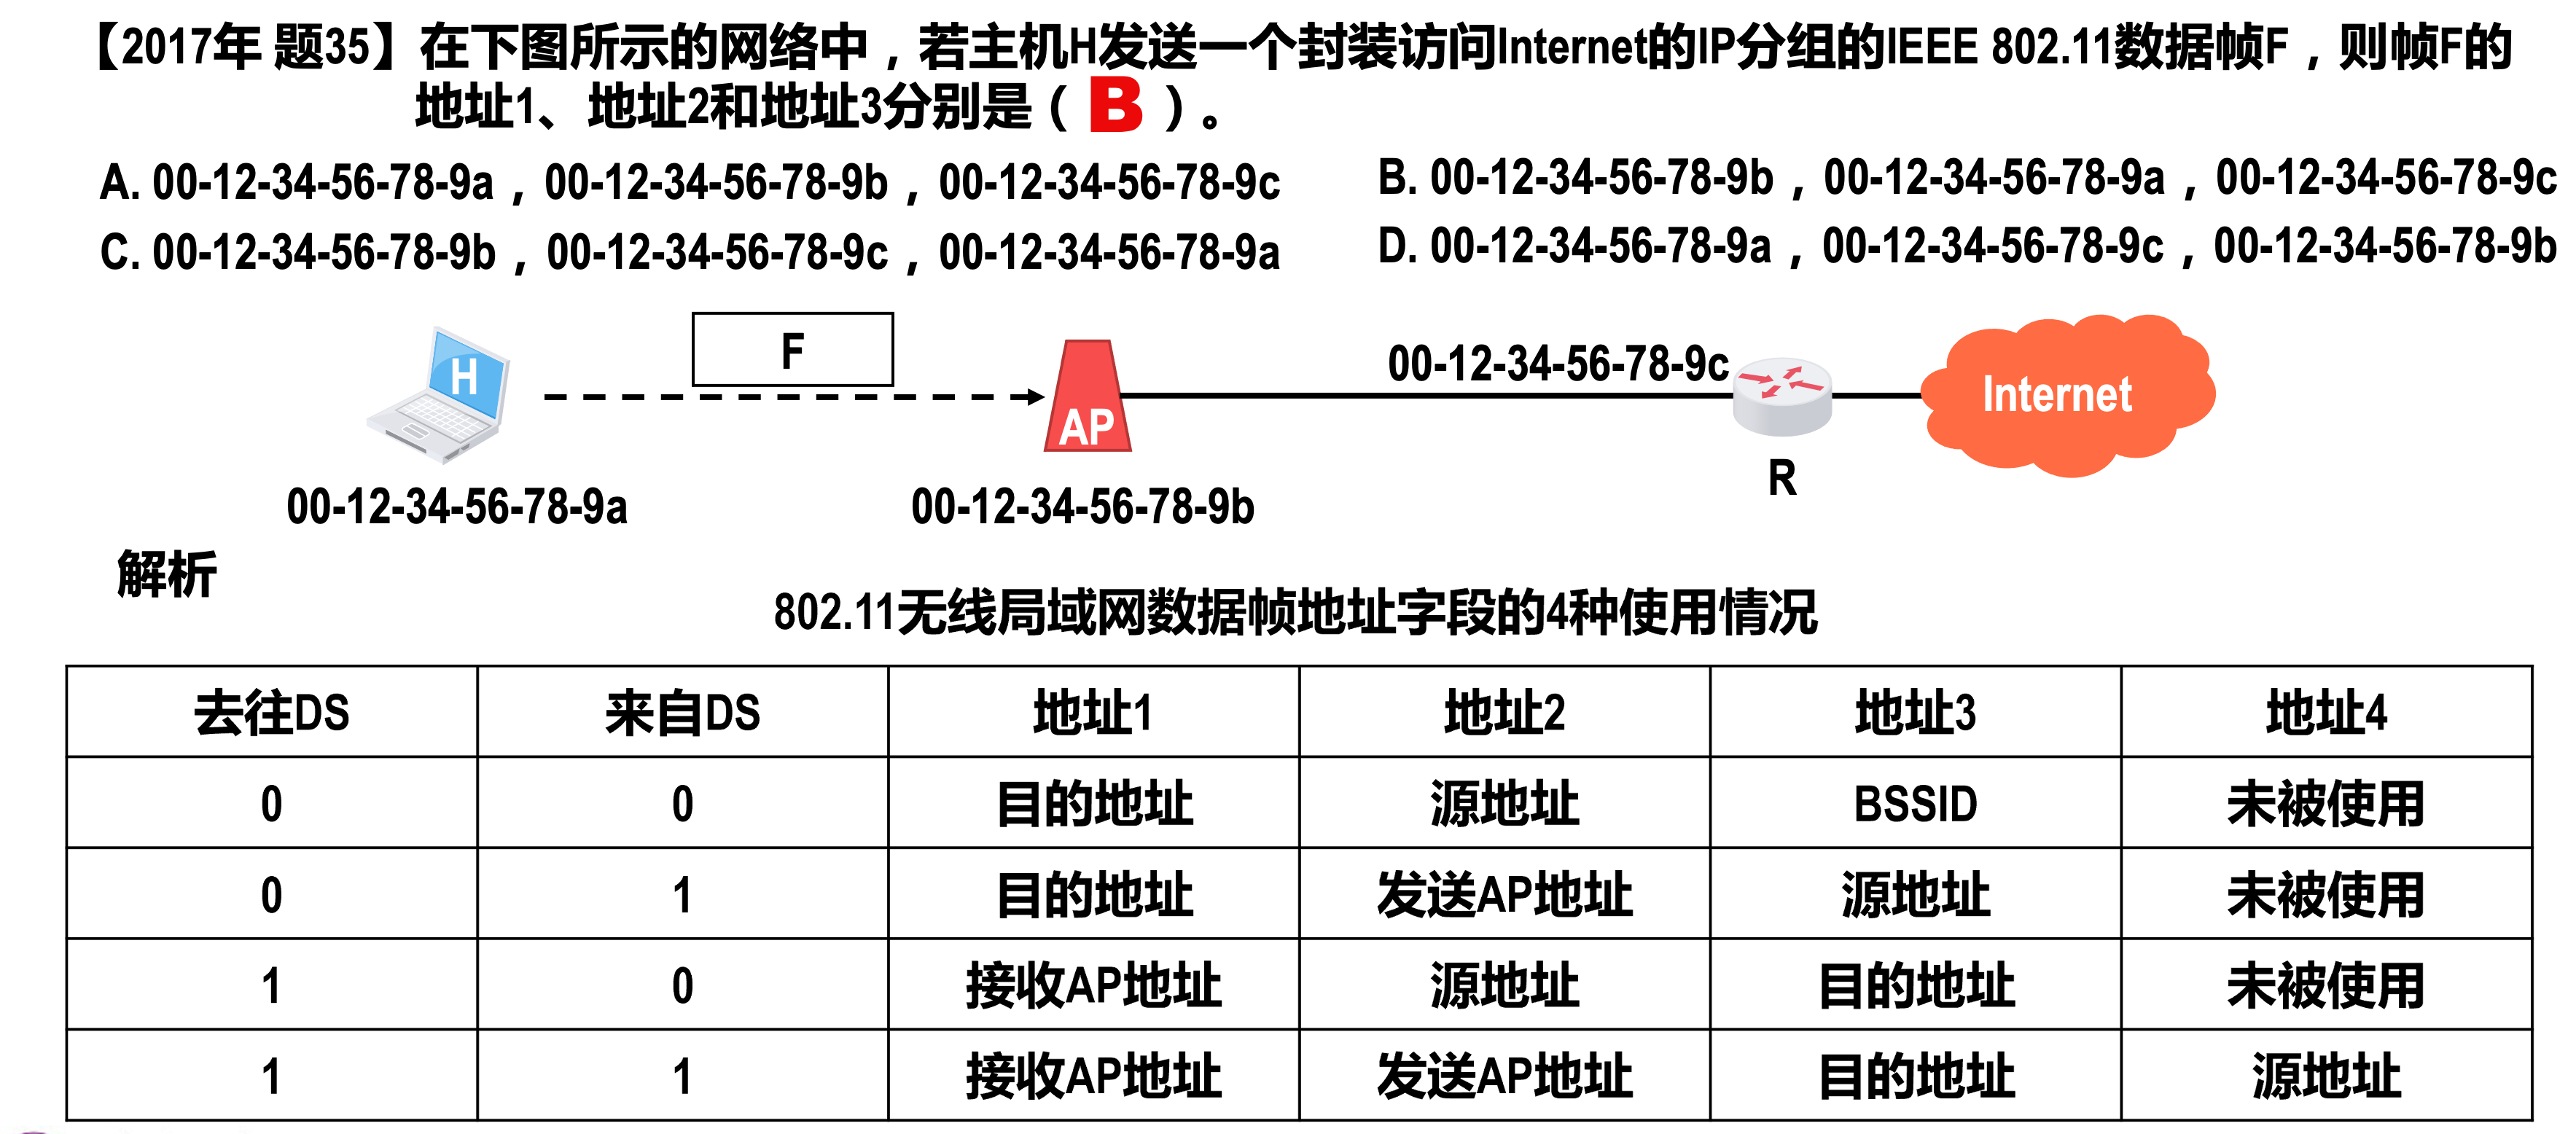 【2017年 题35】在下图所示的网络中，若主机H发送一个封装访问Internet的IP分组的IEEE 802.11数据帧F，则帧F的
地址1、地址2和地址3分别是（ B ）。
A. 00-12-34-56-78-9a，00-12-34-56-78-9b，00-12-34-56-78-9c
B. 00-12-34-56-78-9b，00-12-34-56-78-9a，00-12-34-56-78-9c
C. 00-12-34-56-78-9b，00-12-34-56-78-9c，00-12-34-56-78-9a
D. 00-12-34-56-78-9a，00-12-34-56-78-9c，00-12-34-56-78-9b
H
F
AP
00-12-34-56-78-9c
Internet
R
00-12-34-56-78-9a
00-12-34-56-78-9b
解析
802.11无线局域网数据帧地址字段的4种使用情况
去往DS 来自DS 地址1 地址2 地址3 地址4
0 0 目的地址 源地址 BSSID 未被使用
0 1 目的地址 发送AP地址 源地址 未被使用
1 0 接收AP地址 源地址 目的地址 未被使用
1 1 接收AP地址 发送AP地址 目的地址 源地址